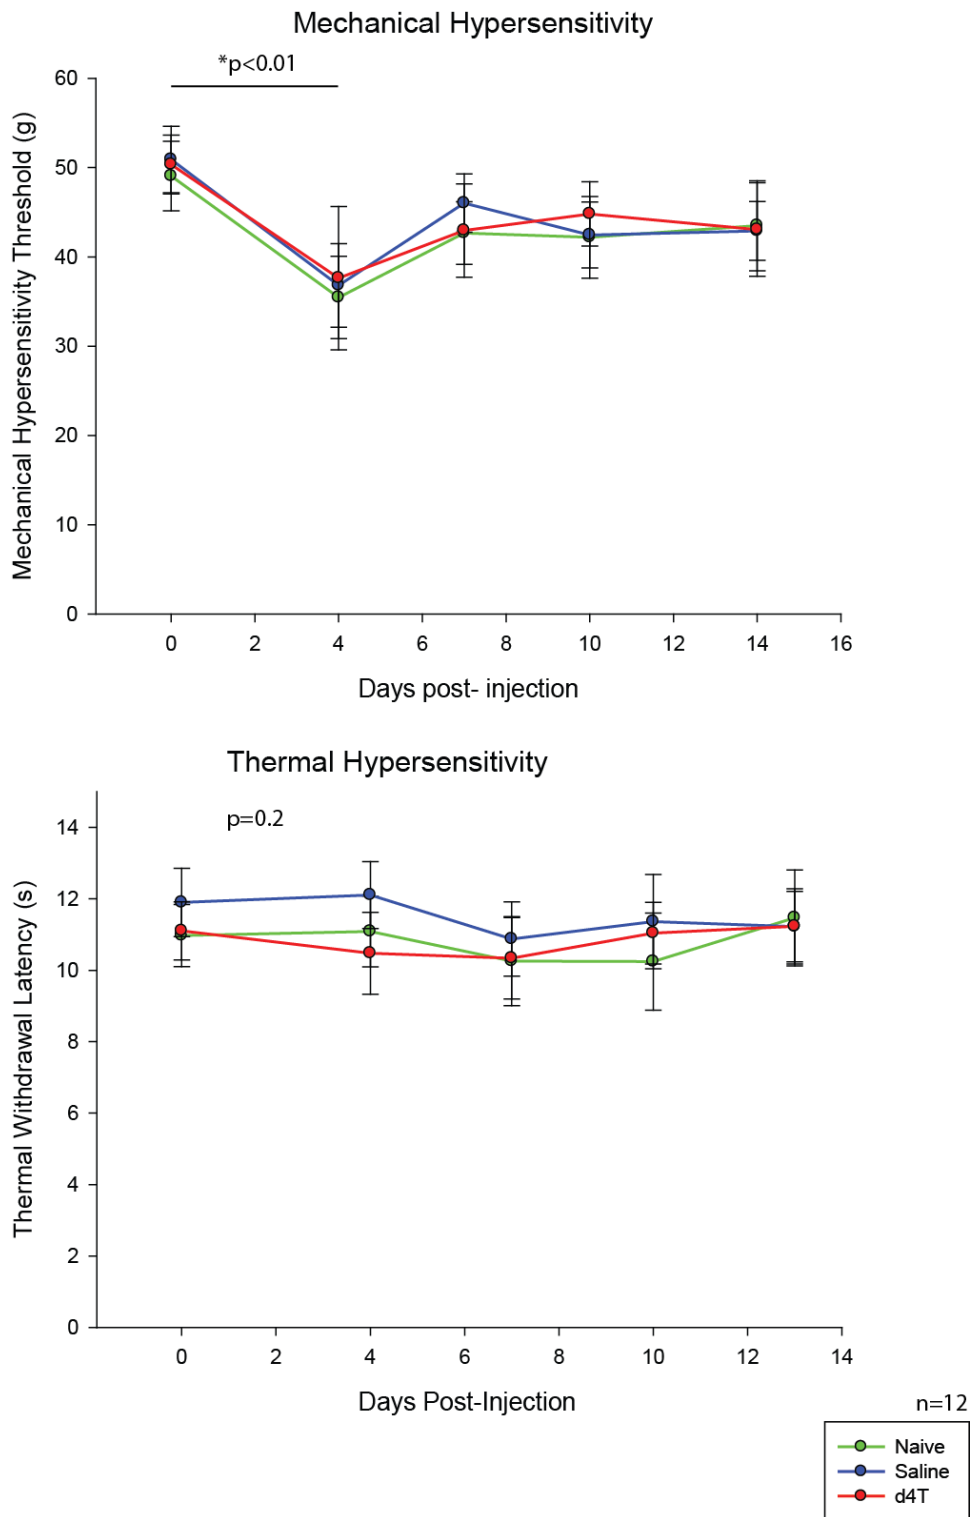 Mechanical Hypersensitivity
*p<0.01
60
50
40
30
20
10
0
Mechanical Hypersensitivity Threshold (g)
0 2 4 6 8 10 12 14 16
Days post- injection
Thermal Hypersensitivity
p=0.2
14
12
10
8
6
4
2
0
Thermal Withdrawal Latency (s)
0 4 6 8 10 12 14
Days Post-Injection
n=12
Naive
Saline
d4T